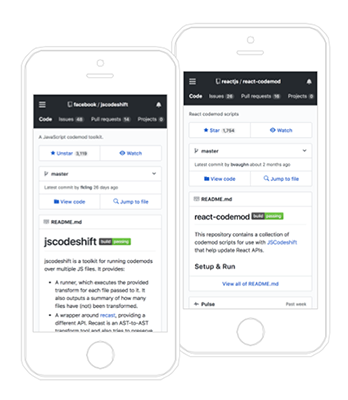 facebook / jscodeshift
Code Issues 48 Pull requests 14 Projects 0
A JavaScript codemod toolkit.
Unstar 3,119 Watch
master
Latest commit by fkling 26 days ago
View code Jump to file
README.md
jscodeshift build passing
jscodeshift is a toolkit for running codemods
over multiple JS files. It provides:
A runner, which executes the provided
transform for each file passed to it. It
also outputs a summary of how many
files have (not) been transformed.
A wrapper around recast, providing a
different API. Recast is an AST-to-AST
transform tool and also tries to preserve
reactjs / react-codemod
Code Issues 28 Pull requests 16 Projects
React codemod scripts
Star 1,764 Watch
master
Latest commit by bvaughn about 2 months ago
View code Jump to file
README.md
react-codemod build passing
This repository contains a collection of
codemod scripts for use with JSCodeshift
that help update React APIs.
Setup & Run
View all of README.md
Pulse Past week